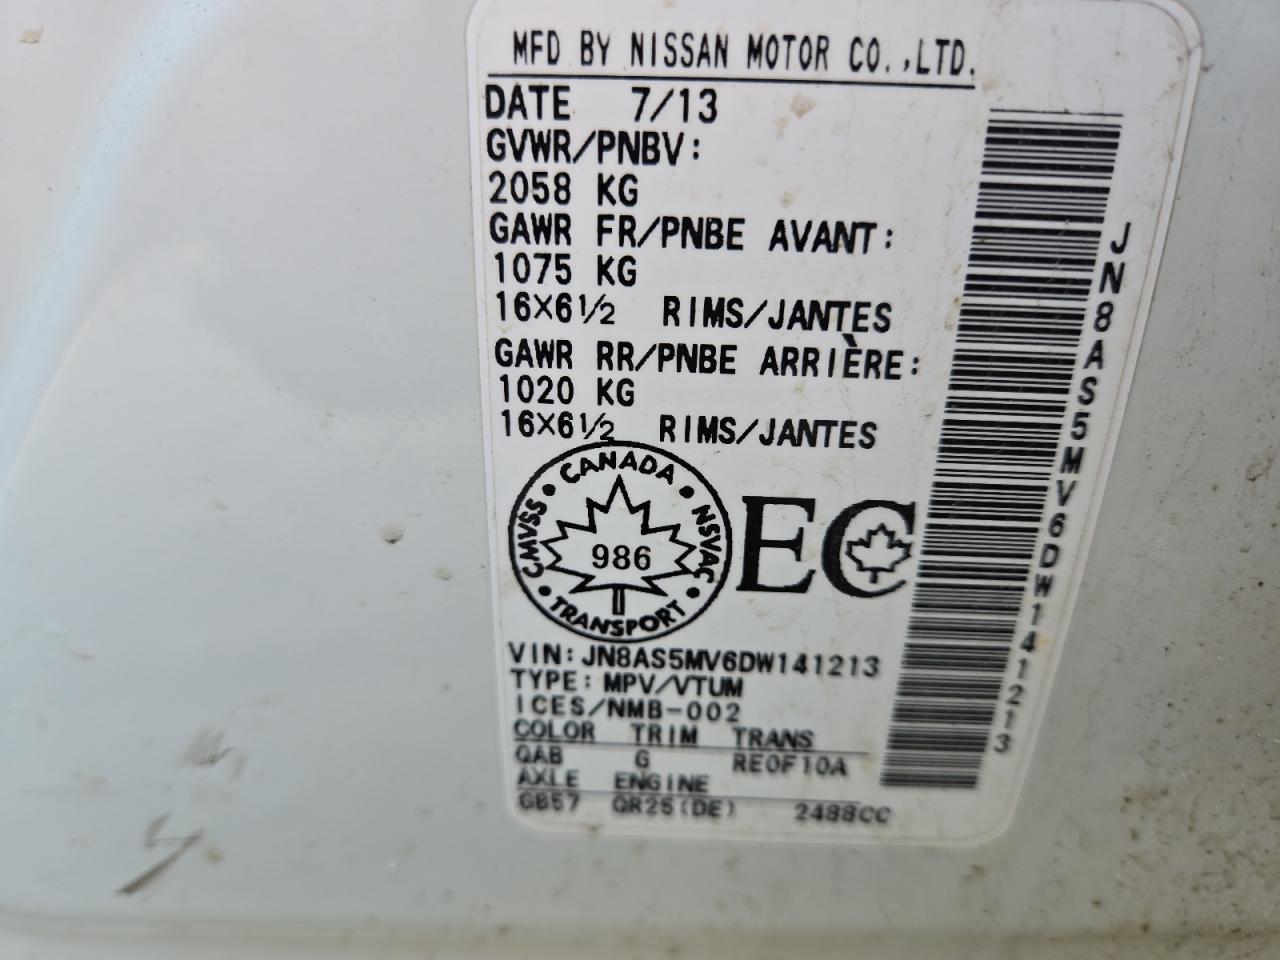 MFD BY NISSAN MOTOR CO.,LTD.
DATE 7/13
GVWR/PNBV:
2058 KG
GAWR FR/PNBE AVANT:
1075 KG
16X6½ RIMS/JANTES
GAWR RR/PNBE ARRIÈRE:
1020 KG
16X6½ RIMS/JANTES
CANADA
CMVSS
NSVAC
986
TRANSPORT
EC
VIN:JN8AS5MV6DW141213
TYPE:MPV/VTUM
ICES/NMB-002
COLOR TRIM TRANS
QAB G RE0F10A
AXLE ENGINE
GB57 QR25(DE) 2488CC
JN8AS5MV6DW141213